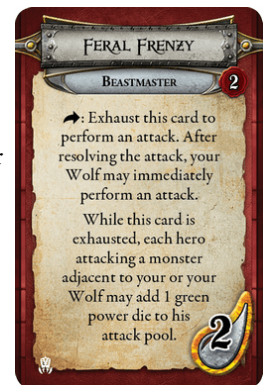 FERAL FRENZY
BEASTMASTER
2
: Exhaust this card to
perform an attack. After
resolving the attack, your
Wolf may immediately
perform an attack.
While this card is
exhausted, each hero
attacking a monster
adjacent to your or your
Wolf may add 1 green
power die to his
attack pool.
2